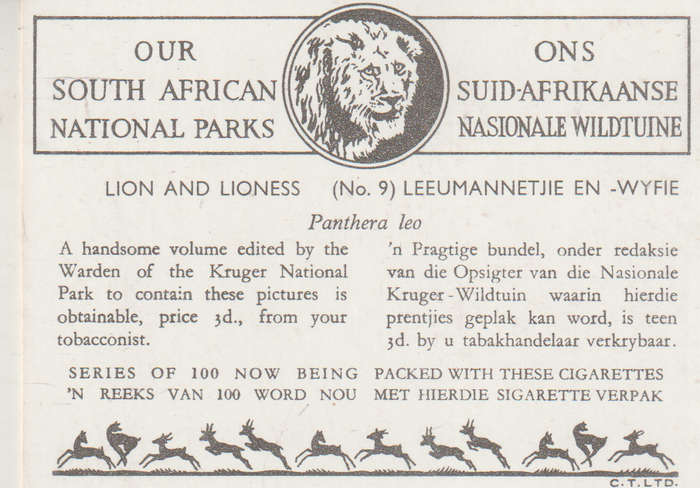 OUR
SOUTH AFRICAN
NATIONAL PARKS
ONS
SUID-AFRIKAANSE
NASIONALE WILDTUINE
LION AND LIONESS (No. 9) LEEUMANNETJIE EN -WYFIE
Panthera leo
A handsome volume edited by the
Warden of the Kruger National
Park to contain these pictures is
obtainable, price 3d., from your
tobacconist.
'n Pragtige bundel, onder redaksie
van die Opsigter van die Nasionale
Kruger-Wildtuin waarin hierdie
prentjies geplak kan word, is teen
3d. by u tabakhandelaar verkrybaar.
SERIES OF 100 NOW BEING PACKED WITH THESE CIGARETTES
'N REEKS VAN 100 WORD NOU MET HIERDIE SIGARETTE VERPAK
C.T.LTD.